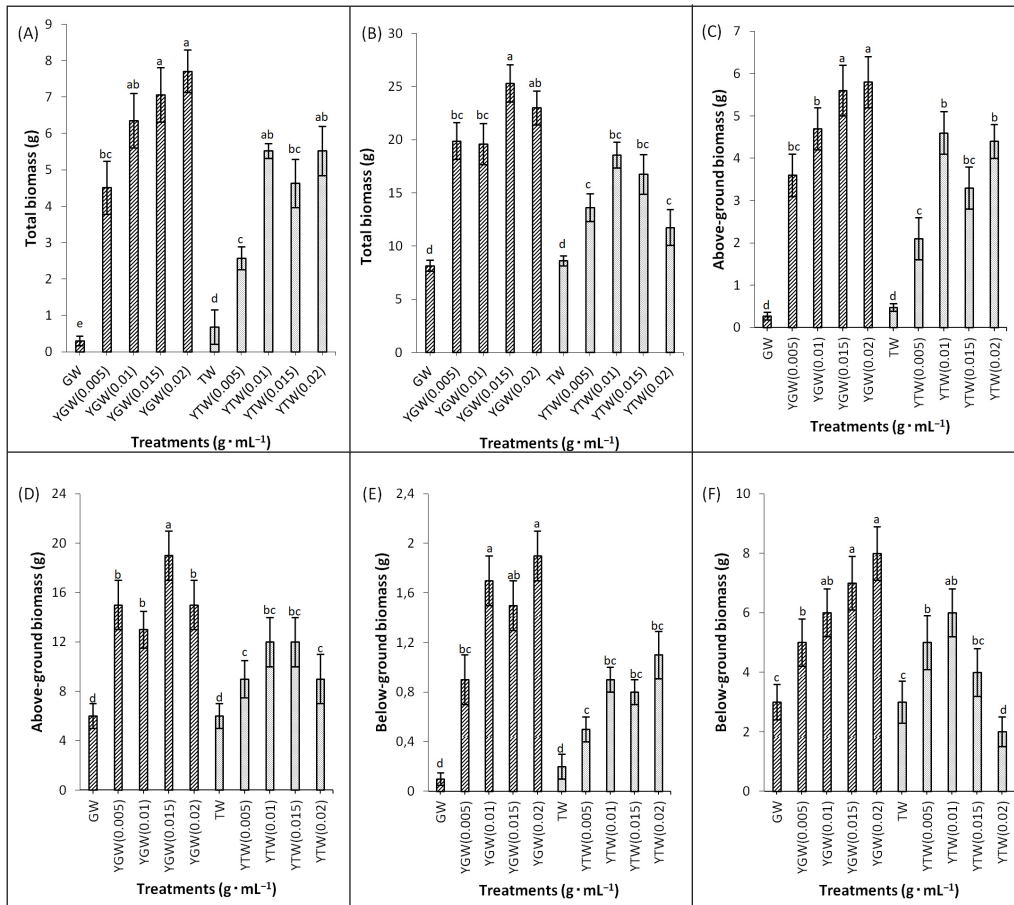 (A)
Total biomass (g)
9
8
7
6
5
4
3
2
1
0
e
bc
ab
a
a
d
c
ab
bc
ab
GW
YGW(0.005)
YGW(0.01)
YGW(0.015)
YGW(0.02)
TW
YTW(0.005)
YTW(0.01)
YTW(0.015)
YTW(0.02)
Treatments (g · mL⁻¹)
(B)
Total biomass (g)
30
25
20
15
10
5
0
d
bc
bc
a
ab
d
c
bc
bc
c
GW
YGW(0.005)
YGW(0.01)
YGW(0.015)
YGW(0.02)
TW
YTW(0.005)
YTW(0.01)
YTW(0.015)
YTW(0.02)
Treatments (g · mL⁻¹)
(C)
Above-ground biomass (g)
7
6
5
4
3
2
1
0
d
bc
b
a
a
d
c
b
bc
b
GW
YGW(0.005)
YGW(0.01)
YGW(0.015)
YGW(0.02)
TW
YTW(0.005)
YTW(0.01)
YTW(0.015)
YTW(0.02)
Treatments (g · mL⁻¹)
(D)
Above-ground biomass (g)
24
20
16
12
8
4
0
d
b
b
a
b
d
c
bc
bc
c
GW
YGW(0.005)
YGW(0.01)
YGW(0.015)
YGW(0.02)
TW
YTW(0.005)
YTW(0.01)
YTW(0.015)
YTW(0.02)
Treatments (g · mL⁻¹)
(E)
Below-ground biomass (g)
2,4
2
1,6
1,2
0,8
0,4
0
d
bc
a
ab
a
d
c
bc
bc
bc
GW
YGW(0.005)
YGW(0.01)
YGW(0.015)
YGW(0.02)
TW
YTW(0.005)
YTW(0.01)
YTW(0.015)
YTW(0.02)
Treatments (g · mL⁻¹)
(F)
Below-ground biomass (g)
10
8
6
4
2
0
c
b
ab
a
a
c
b
ab
bc
d
GW
YGW(0.005)
YGW(0.01)
YGW(0.015)
YGW(0.02)
TW
YTW(0.005)
YTW(0.01)
YTW(0.015)
YTW(0.02)
Treatments (g · mL⁻¹)